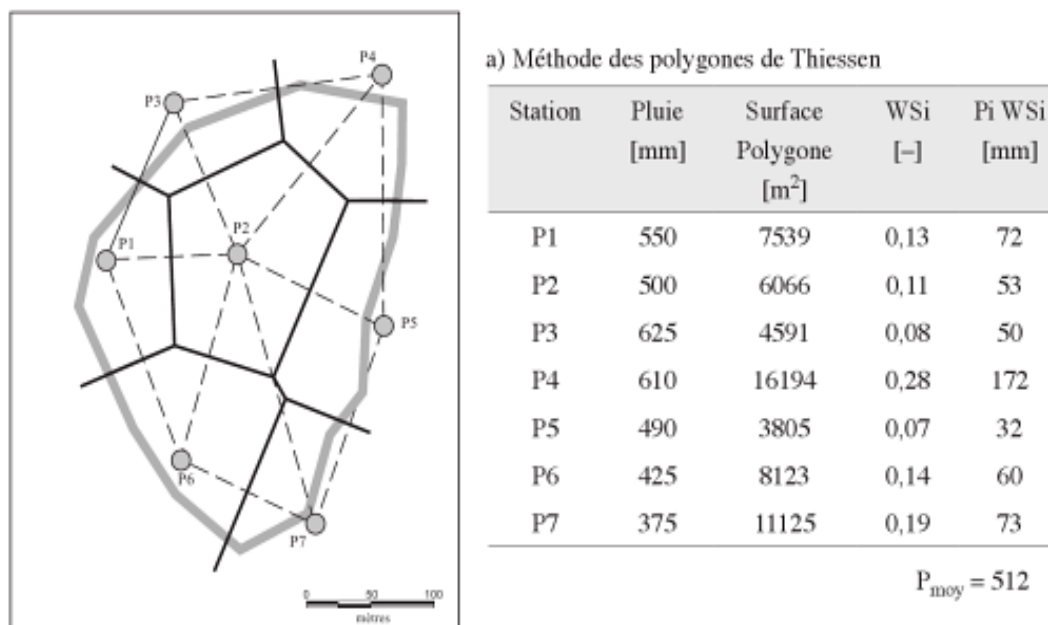 P4
P3
P2
P1
P5
P6
P7
0 50 100
mètres
a) Méthode des polygones de Thiessen
Station Pluie Surface WSi Pi WSi
[mm] Polygone [–] [mm]
[m²]
P1 550 7539 0,13 72
P2 500 6066 0,11 53
P3 625 4591 0,08 50
P4 610 16194 0,28 172
P5 490 3805 0,07 32
P6 425 8123 0,14 60
P7 375 11125 0,19 73
Pmoy = 512